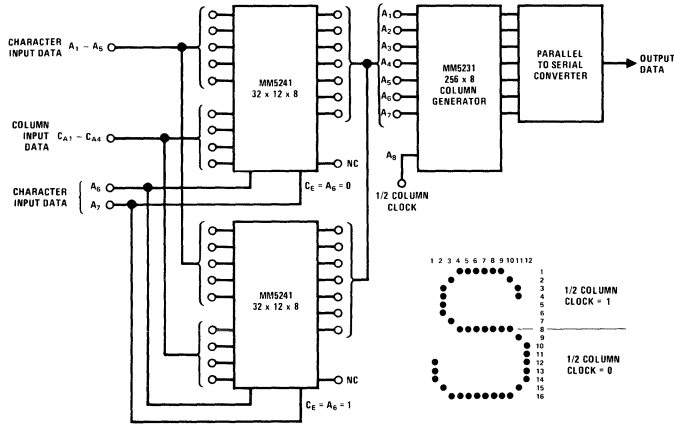 CHARACTER
INPUT DATA
A1 ~ A5
COLUMN
INPUT
DATA
CA1 ~ CA4
CHARACTER
INPUT DATA
A6
A7
MM5241
32 x 12 x 8
NC
CE = A6 = 0
MM5241
32 x 12 x 8
NC
CE = A6 = 1
A1
A2
A3
A4
A5
A6
A7
A8
1/2 COLUMN
CLOCK
MM5231
256 x 8
COLUMN
GENERATOR
PARALLEL
TO SERIAL
CONVERTER
OUTPUT
DATA
1 2 3 4 5 6 7 8 9 10 11 12
1
2
3
4
5
6
7
8
9
10
11
12
13
14
15
16
1/2 COLUMN
CLOCK = 1
1/2 COLUMN
CLOCK = 0